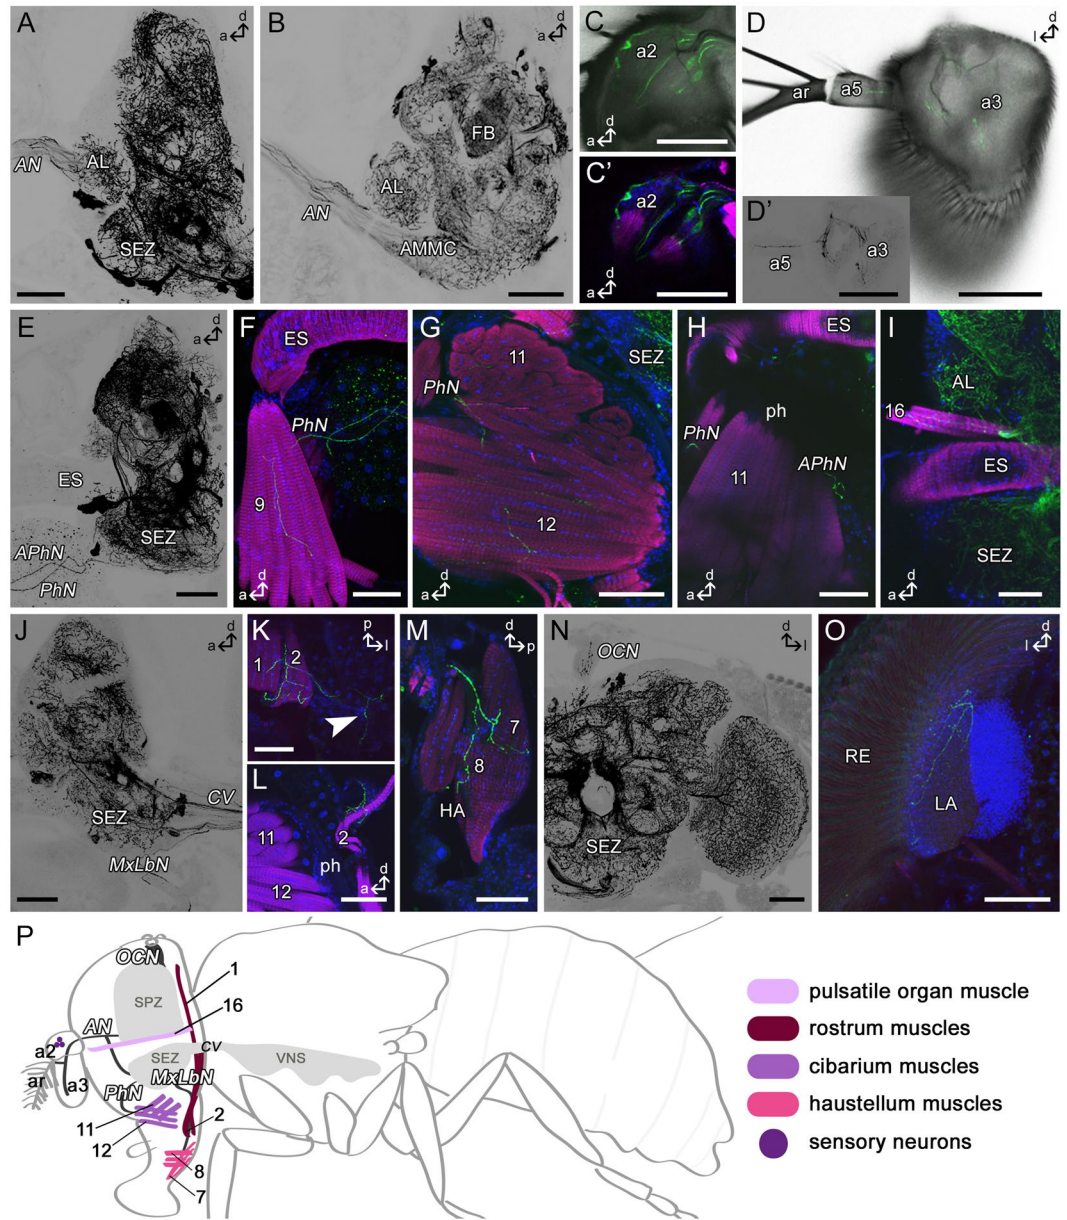 A
d
a
AN
AL
SEZ
B
d
a
FB
AL
AN
AMMC
C
a2
d
a
C'
a2
d
a
D
d
l
ar
a5
a3
D'
a5
a3
E
d
a
ES
SEZ
APhN
PhN
F
ES
PhN
9
d
a
G
11
SEZ
PhN
12
d
a
H
ES
ph
PhN
APhN
11
d
a
I
AL
16
ES
SEZ
d
a
J
d
a
SEZ
CV
MxLbN
K
p
l
1
2
L
11
2
ph
12
d
a
M
d
p
7
8
HA
N
d
l
OCN
SEZ
O
d
l
RE
LA
P
OCN
1
SPZ
16
AN
a2
SEZ
CV
VNS
MxLbN
ar
a3
PhN
11
2
12
8
7
pulsatile organ muscle
rostrum muscles
cibarium muscles
haustellum muscles
sensory neurons